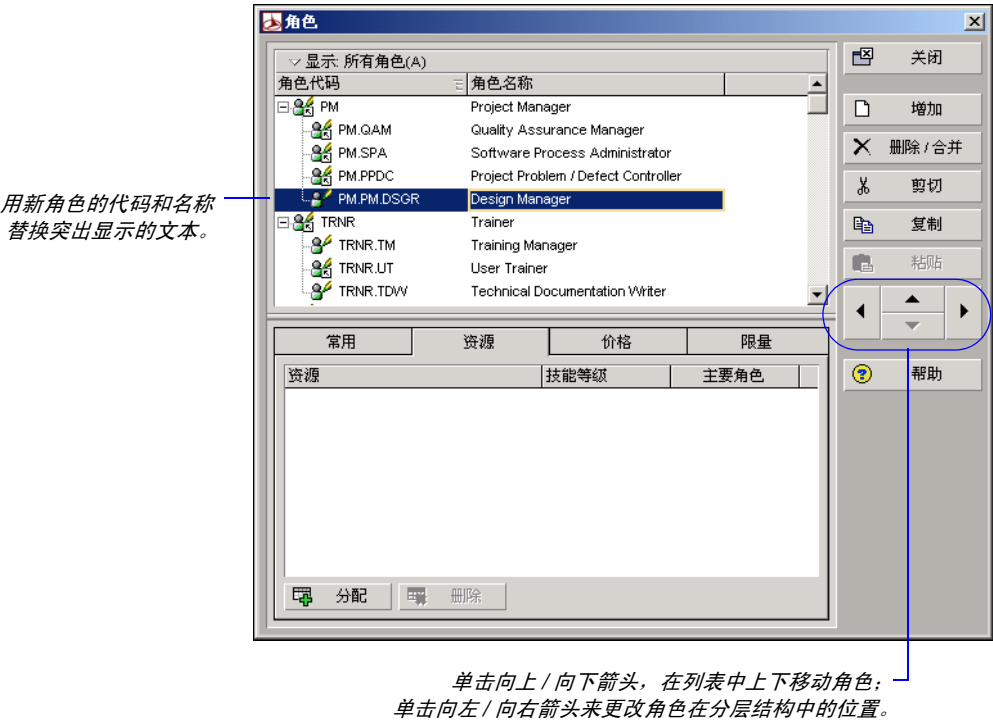 角色
显示: 所有角色(A)
角色代码 角色名称
PM Project Manager
PM.QAM Quality Assurance Manager
PM.SPA Software Process Administrator
PM.PPDC Project Problem / Defect Controller
PM.PM.DSGR Design Manager
TRNR Trainer
TRNR.TM Training Manager
TRNR.UT User Trainer
TRNR.TDW Technical Documentation Writer
用新角色的代码和名称
替换突出显示的文本。
关闭
增加
删除 / 合并
剪切
复制
粘贴
帮助
常用 资源 价格 限量
资源 技能等级 主要角色
分配 删除
单击向上 / 向下箭头，在列表中上下移动角色；
单击向左 / 向右箭头来更改角色在分层结构中的位置。